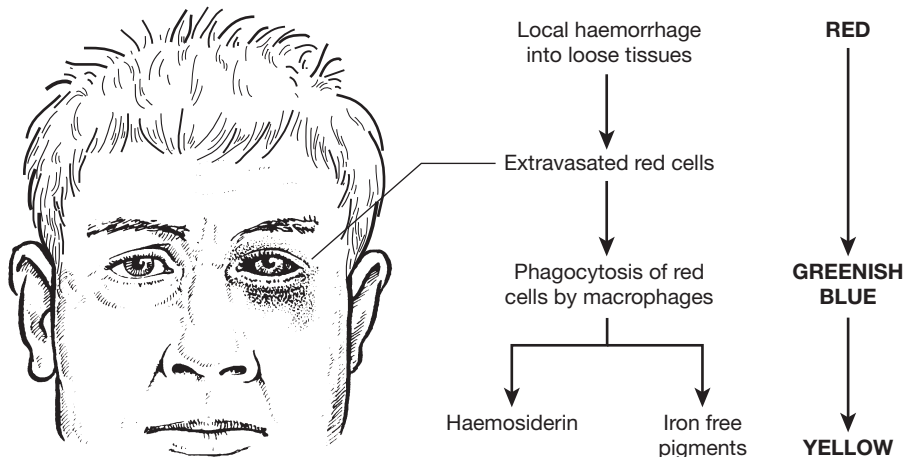 Local haemorrhage
into loose tissues
RED
Extravasated red cells
Phagocytosis of red
cells by macrophages
GREENISH
BLUE
Haemosiderin
Iron free
pigments
YELLOW